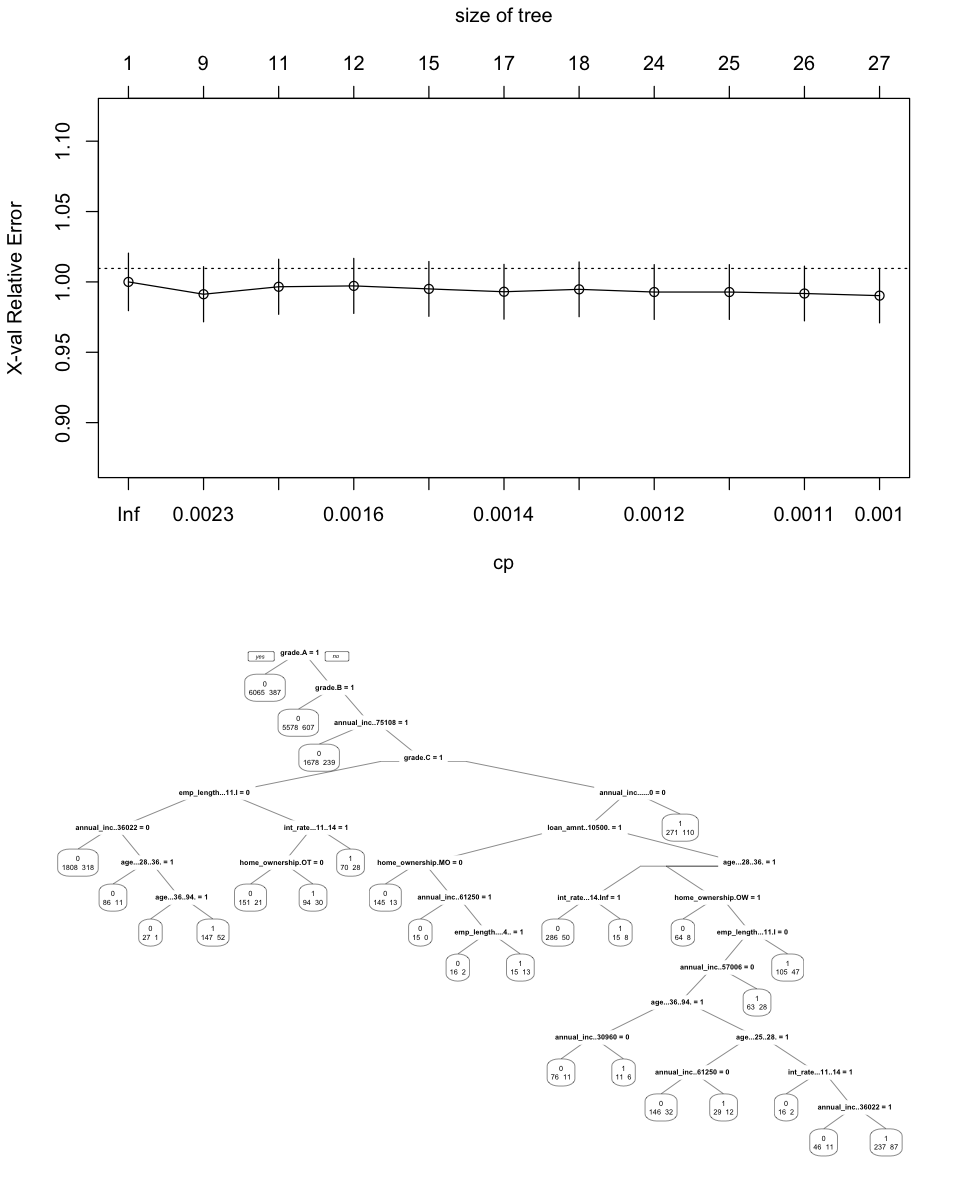 size of tree
1 9 11 12 15 17 18 24 25 26 27
X-val Relative Error
1.10
1.05
1.00
0.95
0.90
Inf 0.0023 0.0016 0.0014 0.0012 0.0011 0.001
cp
yes grade.A = 1 no
0
6065 387
grade.B = 1
0
5578 607
annual_inc..75108 = 1
0
1678 239
grade.C = 1
emp_length...11.I = 0
annual_inc......0 = 0
annual_inc..36022 = 0
int_rate...11..14 = 1
loan_amnt..10500. = 1
1
271 110
0
1808 318
age...28..36. = 1
home_ownership.OT = 0
1
70 28
home_ownership.MO = 0
age...28..36. = 1
0
86 11
age...36..94. = 1
0
151 21
1
94 30
0
145 13
annual_inc..61250 = 1
int_rate...14.Inf = 1
home_ownership.OW = 1
0
27 1
1
147 52
0
15 0
emp_length....4.. = 1
0
286 50
1
15 8
0
64 8
emp_length...11.I = 0
0
16 2
1
15 13
annual_inc..57006 = 0
1
105 47
age...36..94. = 1
1
63 28
annual_inc..30960 = 0
age...25..28. = 1
0
76 11
1
11 6
annual_inc..61250 = 0
int_rate...11..14 = 1
0
146 32
1
29 12
0
16 2
annual_inc..36022 = 1
0
46 11
1
237 87